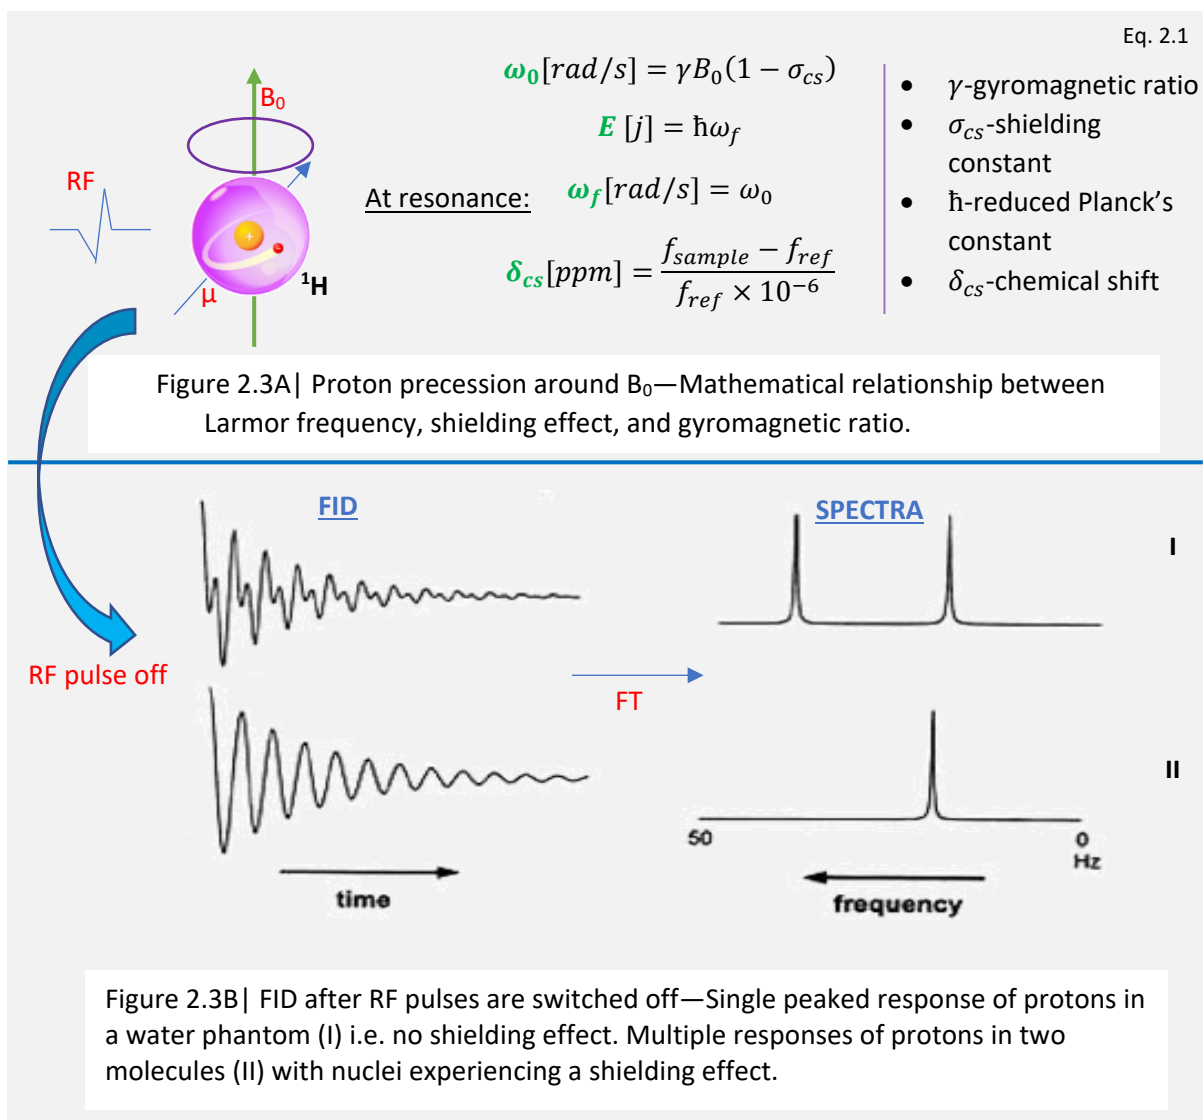 Eq. 2.1
B₀
RF
μ
¹H
ω₀[rad/s] = γB₀(1 − σcs)
E [j] = ħωf
At resonance: ωf[rad/s] = ω₀
δcs[ppm] = (fsample − fref) / (fref × 10⁻⁶)
• γ-gyromagnetic ratio
• σcs-shielding
constant
• ħ-reduced Planck's
constant
• δcs-chemical shift
Figure 2.3A| Proton precession around B₀—Mathematical relationship between
Larmor frequency, shielding effect, and gyromagnetic ratio.
FID
SPECTRA
I
RF pulse off
FT
II
50
0
Hz
time
frequency
Figure 2.3B| FID after RF pulses are switched off—Single peaked response of protons in
a water phantom (I) i.e. no shielding effect. Multiple responses of protons in two
molecules (II) with nuclei experiencing a shielding effect.